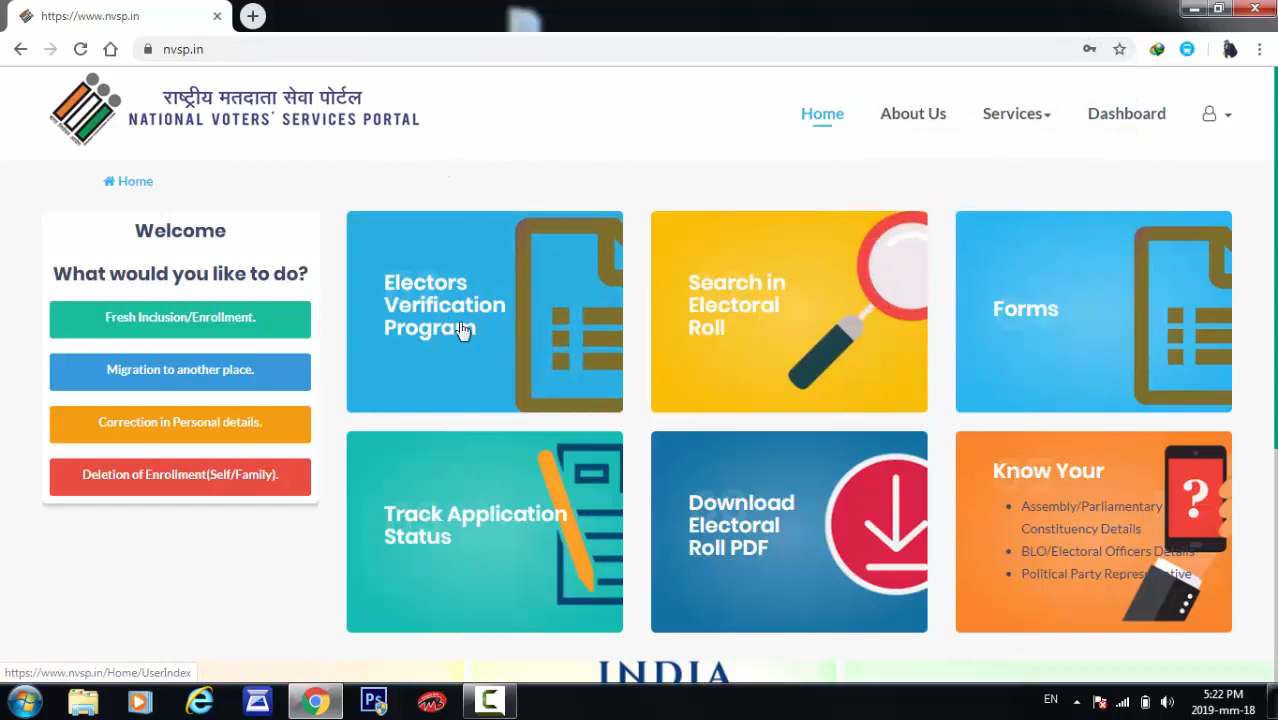 https://www.nvsp.in
nvsp.in
राष्ट्रीय मतदाता सेवा पोर्टल
NATIONAL VOTERS' SERVICES PORTAL
Home
About Us
Services
Dashboard
Home
Welcome
What would you like to do?
Fresh Inclusion/Enrollment.
Migration to another place.
Correction in Personal details.
Deletion of Enrollment(Self/Family).
Electors
Verification
Program
Search in
Electoral
Roll
Forms
Track Application
Status
Download
Electoral
Roll PDF
Know Your
Assembly/Parliamentary
Constituency Details
BLO/Electoral Officers Details
Political Party Representative
?
INDIA
https://www.nvsp.in/Home/UserIndex
Ps
EN
5:22 PM
2019-mm-18